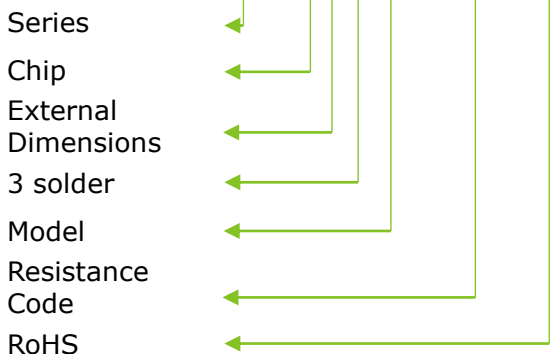 Series
Chip
External
Dimensions
3 solder
Model
Resistance
Code
RoHS